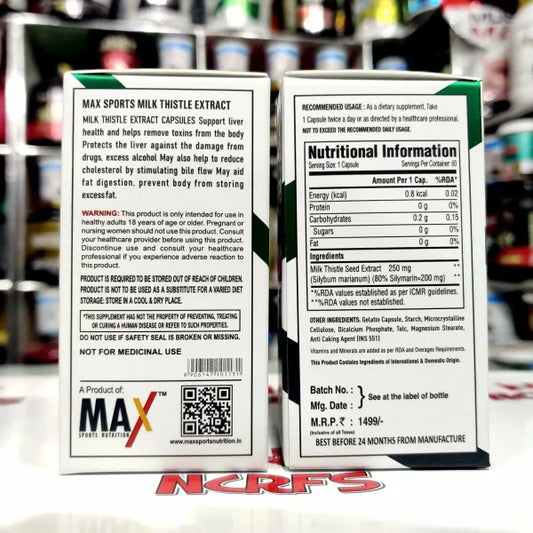 MAX SPORTS MILK THISTLE EXTRACT
MILK THISTLE EXTRACT CAPSULES Support liver
health and helps remove toxins from the body
Protects the liver against the damage from
drugs, excess alcohol May also help to reduce
cholesterol by stimulating bile flow May aid
fat digestion, prevent body from storing
excessfat.
WARNING: This product is only intended for use in
healthy adults 18 years of age or older. Pregnant or
nursing women should not use this product. Consult
your healthcare provider before using this product.
Discontinue use and consult your healthcare
professional if you experience adverse reaction to
this product.
PRODUCT IS REQUIRED TO BE STORED OUT OF REACH OF CHILDREN.
PRODUCT IS NOT TO BE USED AS A SUBSTITUTE FOR A VARIED DIET
STORAGE: STORE IN A COOL & DRY PLACE.
*THIS SUPPLEMENT HAS NOT THE PROPERTY OF PREVENTING, TREATING
OR CURING A HUMAN DISEASE OR REFER TO SUCH PROPERTIES.
DO NOT USE IF SAFETY SEAL IS BROKEN OR MISSING.
NOT FOR MEDICINAL USE
A Product of:
MAX™
SPORTS NUTRITION
www.maxsportsnutrition.in
RECOMMENDED USAGE : As a dietary supplement, Take
1 Capsule twice a day or as directed by a healthcare professional.
NOT TO EXCEED THE RECOMMENDED DAILY USAGE.
Nutritional Information
Serving Size: 1 Capsule Servings Per Container: 60
Amount Per 1 Cap. %RDA*
Energy (kcal) 0.8 kcal 0.02
Protein 0 g 0%
Carbohydrates 0.2 g 0.15
Sugars 0 g 0%
Fat 0 g 0%
Ingredients
Milk Thistle Seed Extract 250 mg **
(Silybum marianum) (80% Silymarin=200 mg) **
*%RDA values established as per ICMR guidelines.
**%RDA values not established.
OTHER INGREDIENTS: Gelatin Capsule, Starch, Microcrystalline
Cellulose, Dicalcium Phosphate, Talc, Magnesium Stearate,
Anti Caking Agent [INS 551]
Vitamins and Minerals are added as per RDA and Overages Requirements.
This Product Contains Ingredients of International & Domestic Origin.
Batch No. :
Mfg. Date : } See at the label of bottle
M.R.P.₹ : 1499/-
(Inclusive of all Taxes)
BEST BEFORE 24 MONTHS FROM MANUFACTURE
NCRFS